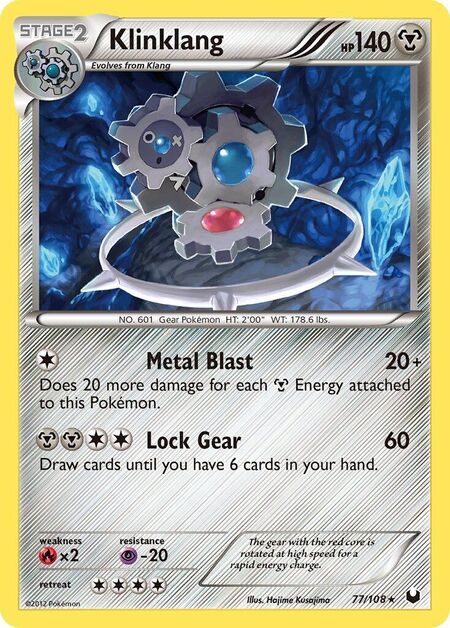 STAGE2 Klinklang HP140
Evolves from Klang
NO. 601 Gear Pokémon HT: 2'00" WT: 178.6 lbs.
Metal Blast 20+
Does 20 more damage for each Energy attached
to this Pokémon.
Lock Gear 60
Draw cards until you have 6 cards in your hand.
weakness resistance
×2 -20
retreat
The gear with the red core is
rotated at high speed for a
rapid energy charge.
©2012 Pokémon Illus. Hajime Kusajima 77/108★